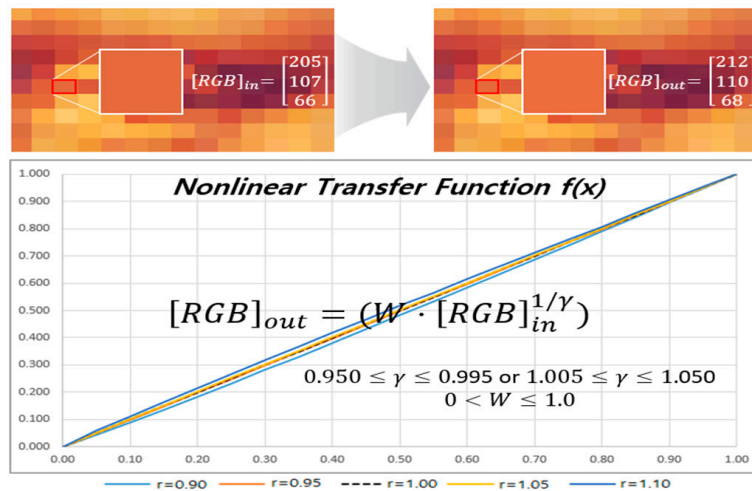 [RGB]in= [205 107 66]
[RGB]out= [212 110 68]
Nonlinear Transfer Function f(x)
1.000
0.900
0.800
0.700
0.600
0.500
0.400
0.300
0.200
0.100
0.000
[RGB]out = (W · [RGB]in^1/γ)
0.950 ≤ γ ≤ 0.995 or 1.005 ≤ γ ≤ 1.050
0 < W ≤ 1.0
0.00 0.10 0.20 0.30 0.40 0.50 0.60 0.70 0.80 0.90 1.00
r=0.90 r=0.95 r=1.00 r=1.05 r=1.10